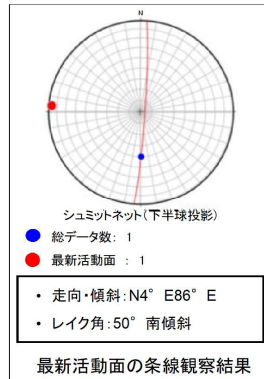 N
シュミットネット(下半球投影)
総データ数: 1
最新活動面 : 1
• 走向・傾斜:N4°E86°E
• レイク角:50°南傾斜
最新活動面の条線観察結果